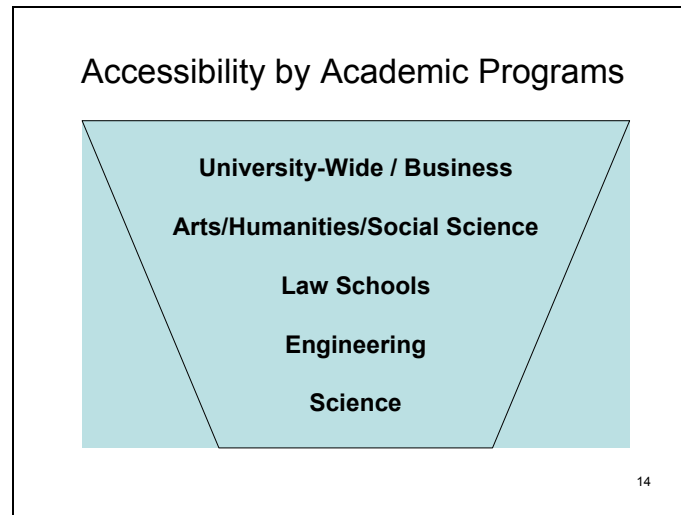 Accessibility by Academic Programs
University-Wide / Business
Arts/Humanities/Social Science
Law Schools
Engineering
Science
14